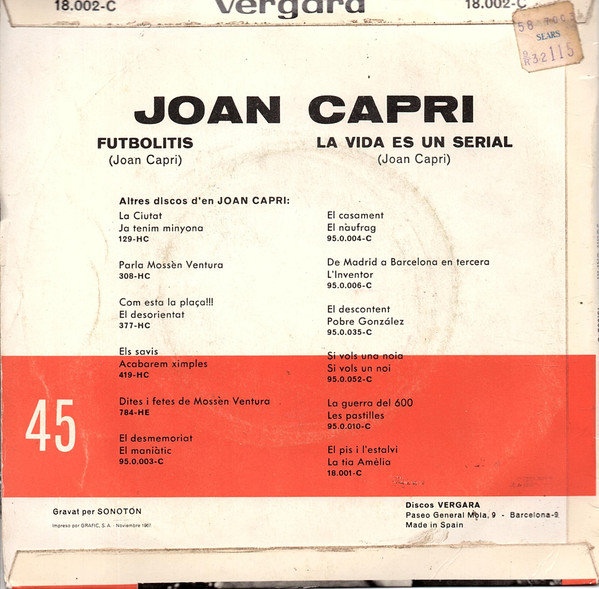 18.002-C vergara 18.002-C
SEARS
115
JOAN CAPRI
FUTBOLITIS
(Joan Capri)
LA VIDA ES UN SERIAL
(Joan Capri)
Altres discos d'en JOAN CAPRI:
La Ciutat
Ja tenim minyona
129-HC
Parla Mossèn Ventura
308-HC
Com esta la plaça!!!
El desorientat
377-HC
Els savis
Acabarem ximples
419-HC
Dites i fetes de Mossèn Ventura
784-HE
El desmemoriat
El maniàtic
95.0.003-C
El casament
El nàufrag
95.0.004-C
De Madrid a Barcelona en tercera
L'Inventor
95.0.006-C
El descontent
Pobre González
95.0.035-C
Si vols una noia
Si vols un noi
95.0.052-C
La guerra del 600
Les pastilles
95.0.010-C
El pis i l'estalvi
La tia Amèlia
18.001-C
45
Gravat per SONOTON
Impreso por GRAFIC, S.A. - Noviembre 1967.
Discos VERGARA
Paseo General Mola, 9 - Barcelona-9
Made in Spain